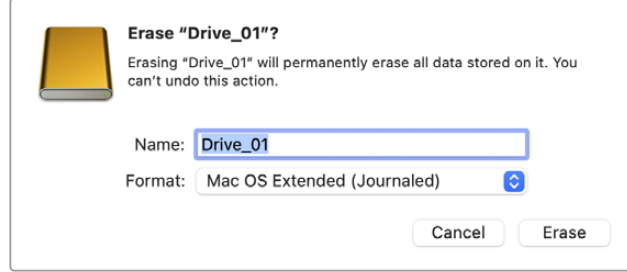 Erase “Drive_01”?
Erasing “Drive_01” will permanently erase all data stored on it. You
can’t undo this action.
Name: Drive_01
Format: Mac OS Extended (Journaled)
Cancel Erase